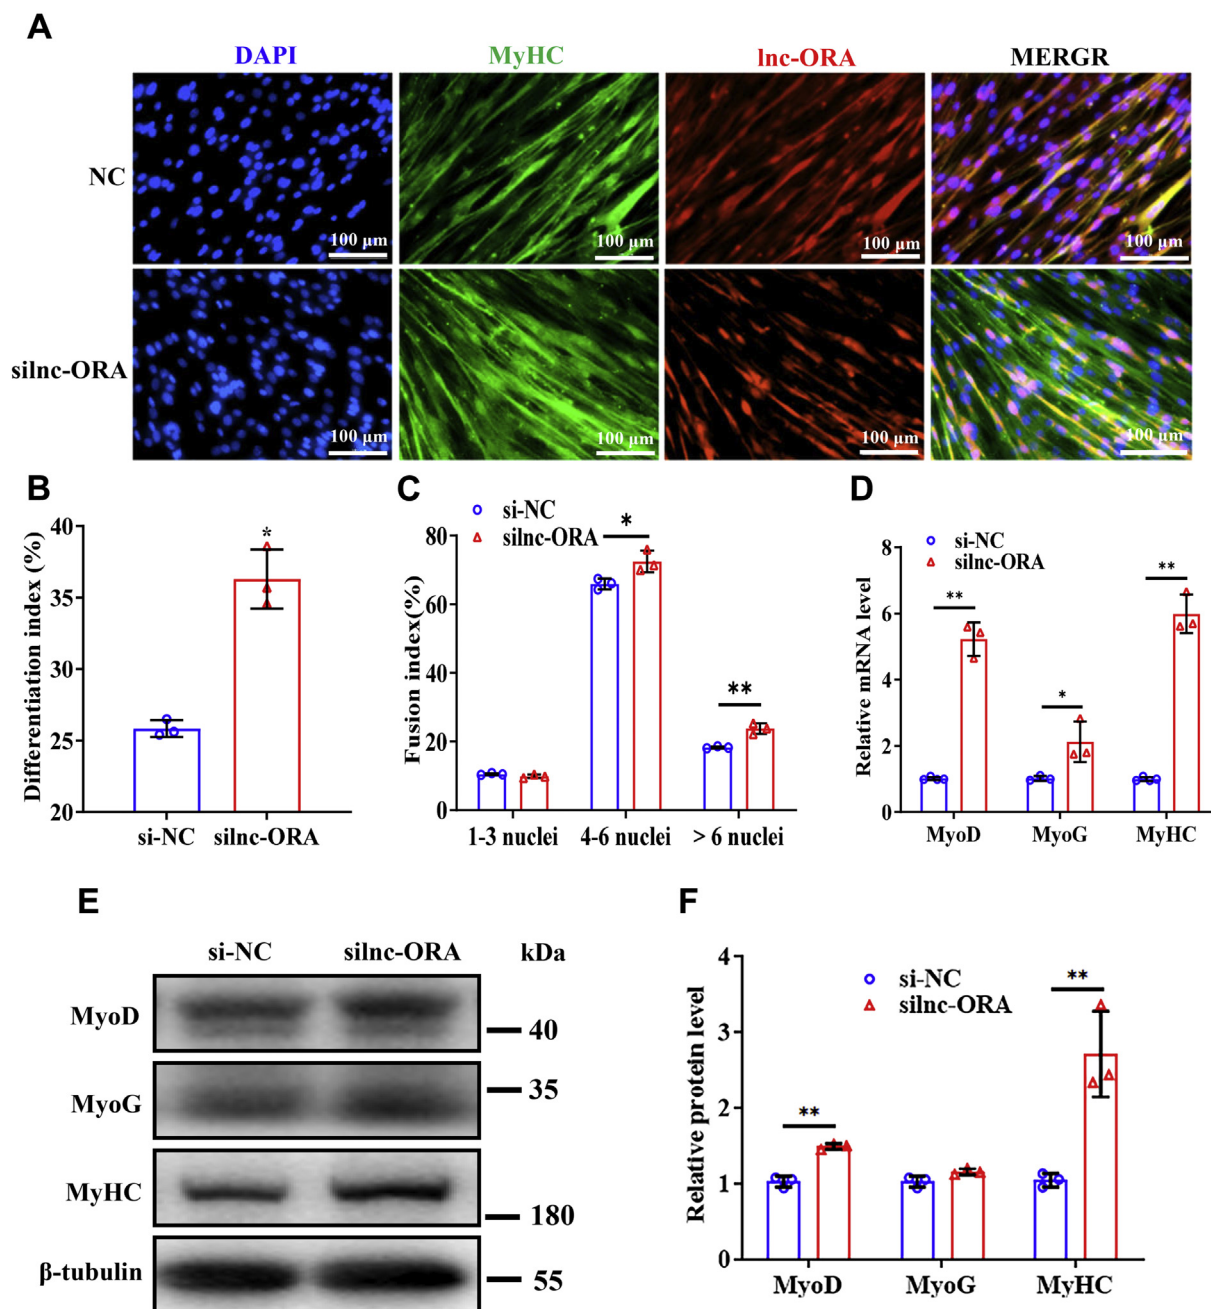 A
DAPI MyHC lnc-ORA MERGR
NC
100 μm 100 μm 100 μm 100 μm
silnc-ORA
100 μm 100 μm 100 μm 100 μm
B
Differentiation index (%)
40
35
30
25
20
*
si-NC silnc-ORA
C
si-NC
silnc-ORA
Fusion index(%)
80
60
40
20
0
*
**
1-3 nuclei 4-6 nuclei > 6 nuclei
D
si-NC
silnc-ORA
Relative mRNA level
8
6
4
2
0
**
*
**
MyoD MyoG MyHC
E
si-NC silnc-ORA kDa
MyoD 40
MyoG 35
MyHC 180
β-tubulin 55
F
si-NC
silnc-ORA
Relative protein level
4
3
2
1
0
**
**
MyoD MyoG MyHC